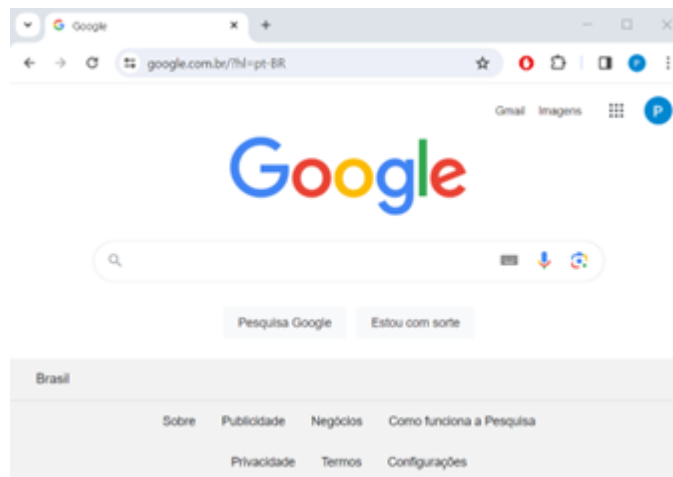 Google
google.com.br/?hl=pt-BR
P
Gmail Imagens P
Google
Pesquisa Google Estou com sorte
Brasil
Sobre Publicidade Negócios Como funciona a Pesquisa
Privacidade Termos Configurações